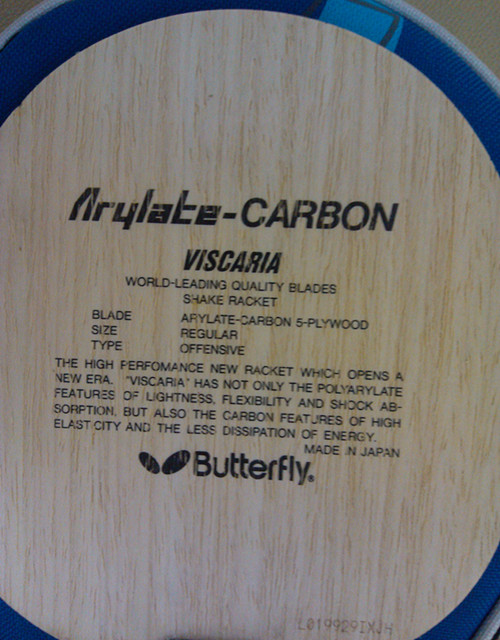 Arylate-CARBON
VISCARIA
WORLD-LEADING QUALITY BLADES
SHAKE RACKET
BLADE ARYLATE-CARBON 5-PLYWOOD
SIZE REGULAR
TYPE OFFENSIVE
THE HIGH PERFOMANCE NEW RACKET WHICH OPENS A
NEW ERA. "VISCARIA" HAS NOT ONLY THE POLYARYLATE
FEATURES OF LIGHTNESS, FLEXIBILITY AND SHOCK AB-
SORPTION, BUT ALSO THE CARBON FEATURES OF HIGH
ELASTICITY AND THE LESS DISSIPATION OF ENERGY.
MADE IN JAPAN
Butterfly®